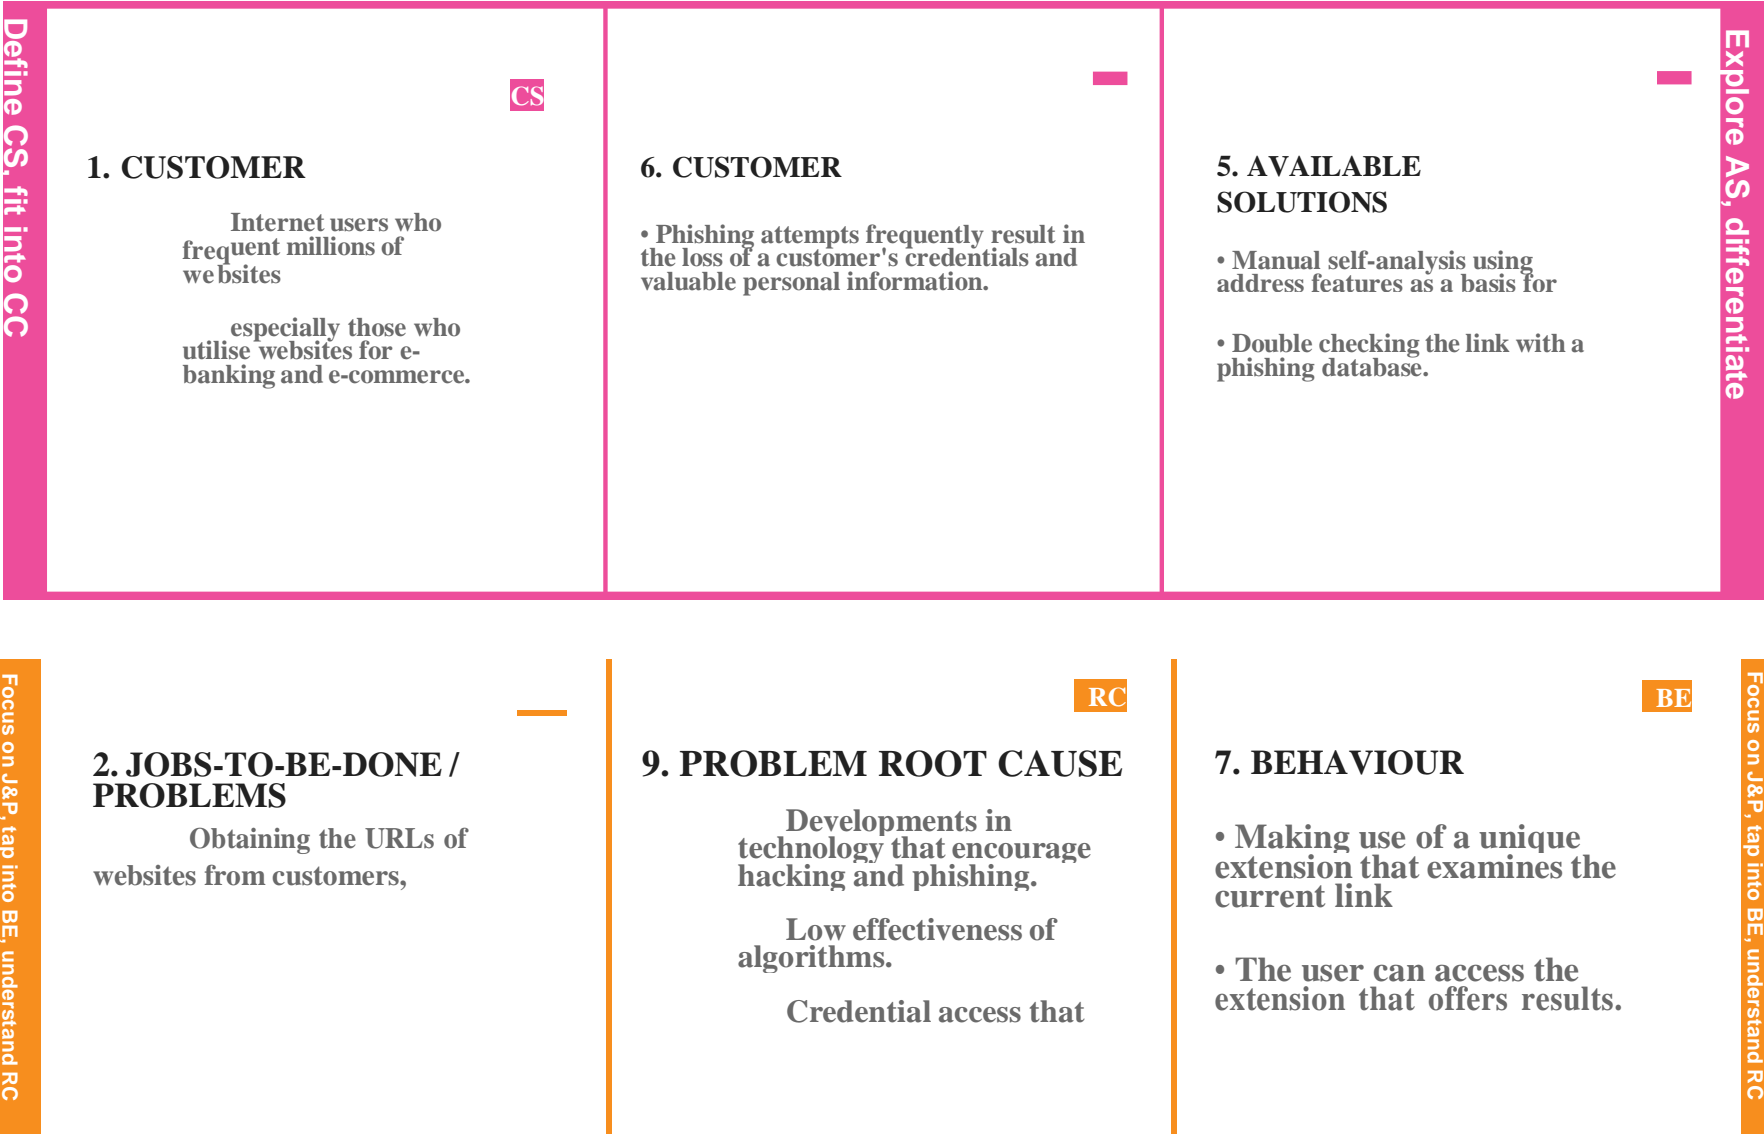 Define CS, fit into CC
CS
1. CUSTOMER
Internet users who
frequent millions of
websites
especially those who
utilise websites for e-
banking and e-commerce.
6. CUSTOMER
• Phishing attempts frequently result in
the loss of a customer's credentials and
valuable personal information.
5. AVAILABLE
SOLUTIONS
• Manual self-analysis using
address features as a basis for
• Double checking the link with a
phishing database.
Explore AS, differentiate
Focus on J&P, tap into BE, understand RC
2. JOBS-TO-BE-DONE /
PROBLEMS
Obtaining the URLs of
websites from customers,
RC
9. PROBLEM ROOT CAUSE
Developments in
technology that encourage
hacking and phishing.
Low effectiveness of
algorithms.
Credential access that
BE
7. BEHAVIOUR
• Making use of a unique
extension that examines the
current link
• The user can access the
extension that offers results.
Focus on J&P, tap into BE, understand RC